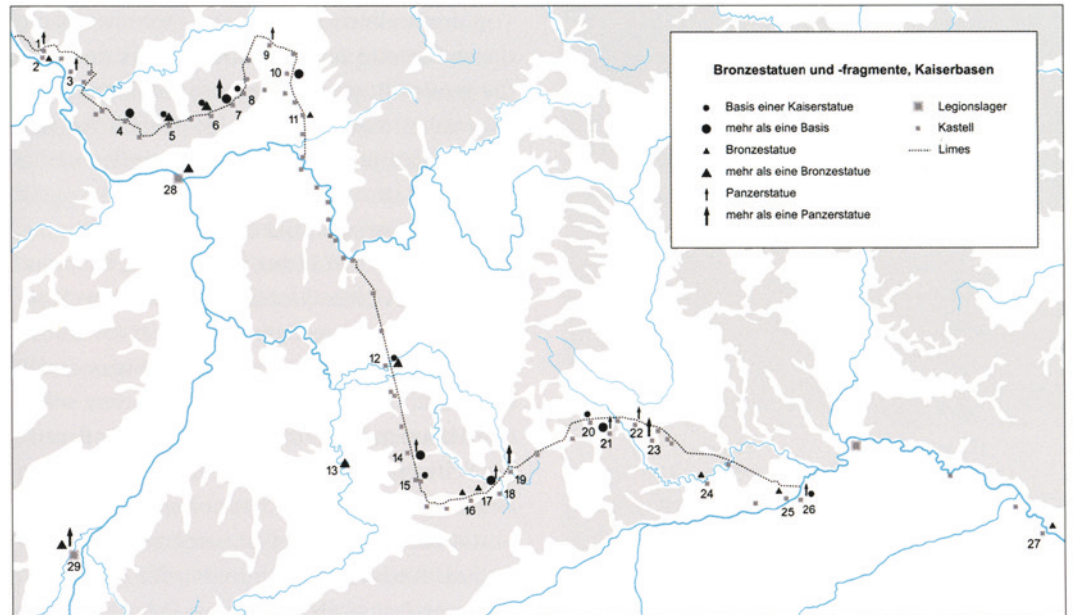 Bronzestatuen und -fragmente, Kaiserbasen
Basis einer Kaiserstatue
mehr als eine Basis
Bronzestatue
mehr als eine Bronzestatue
Panzerstatue
mehr als eine Panzerstatue
Legionslager
Kastell
Limes
1
2
3
4
5
6
7
8
9
10
11
12
13
14
15
16
17
18
19
20
21
22
23
24
25
26
27
28
29